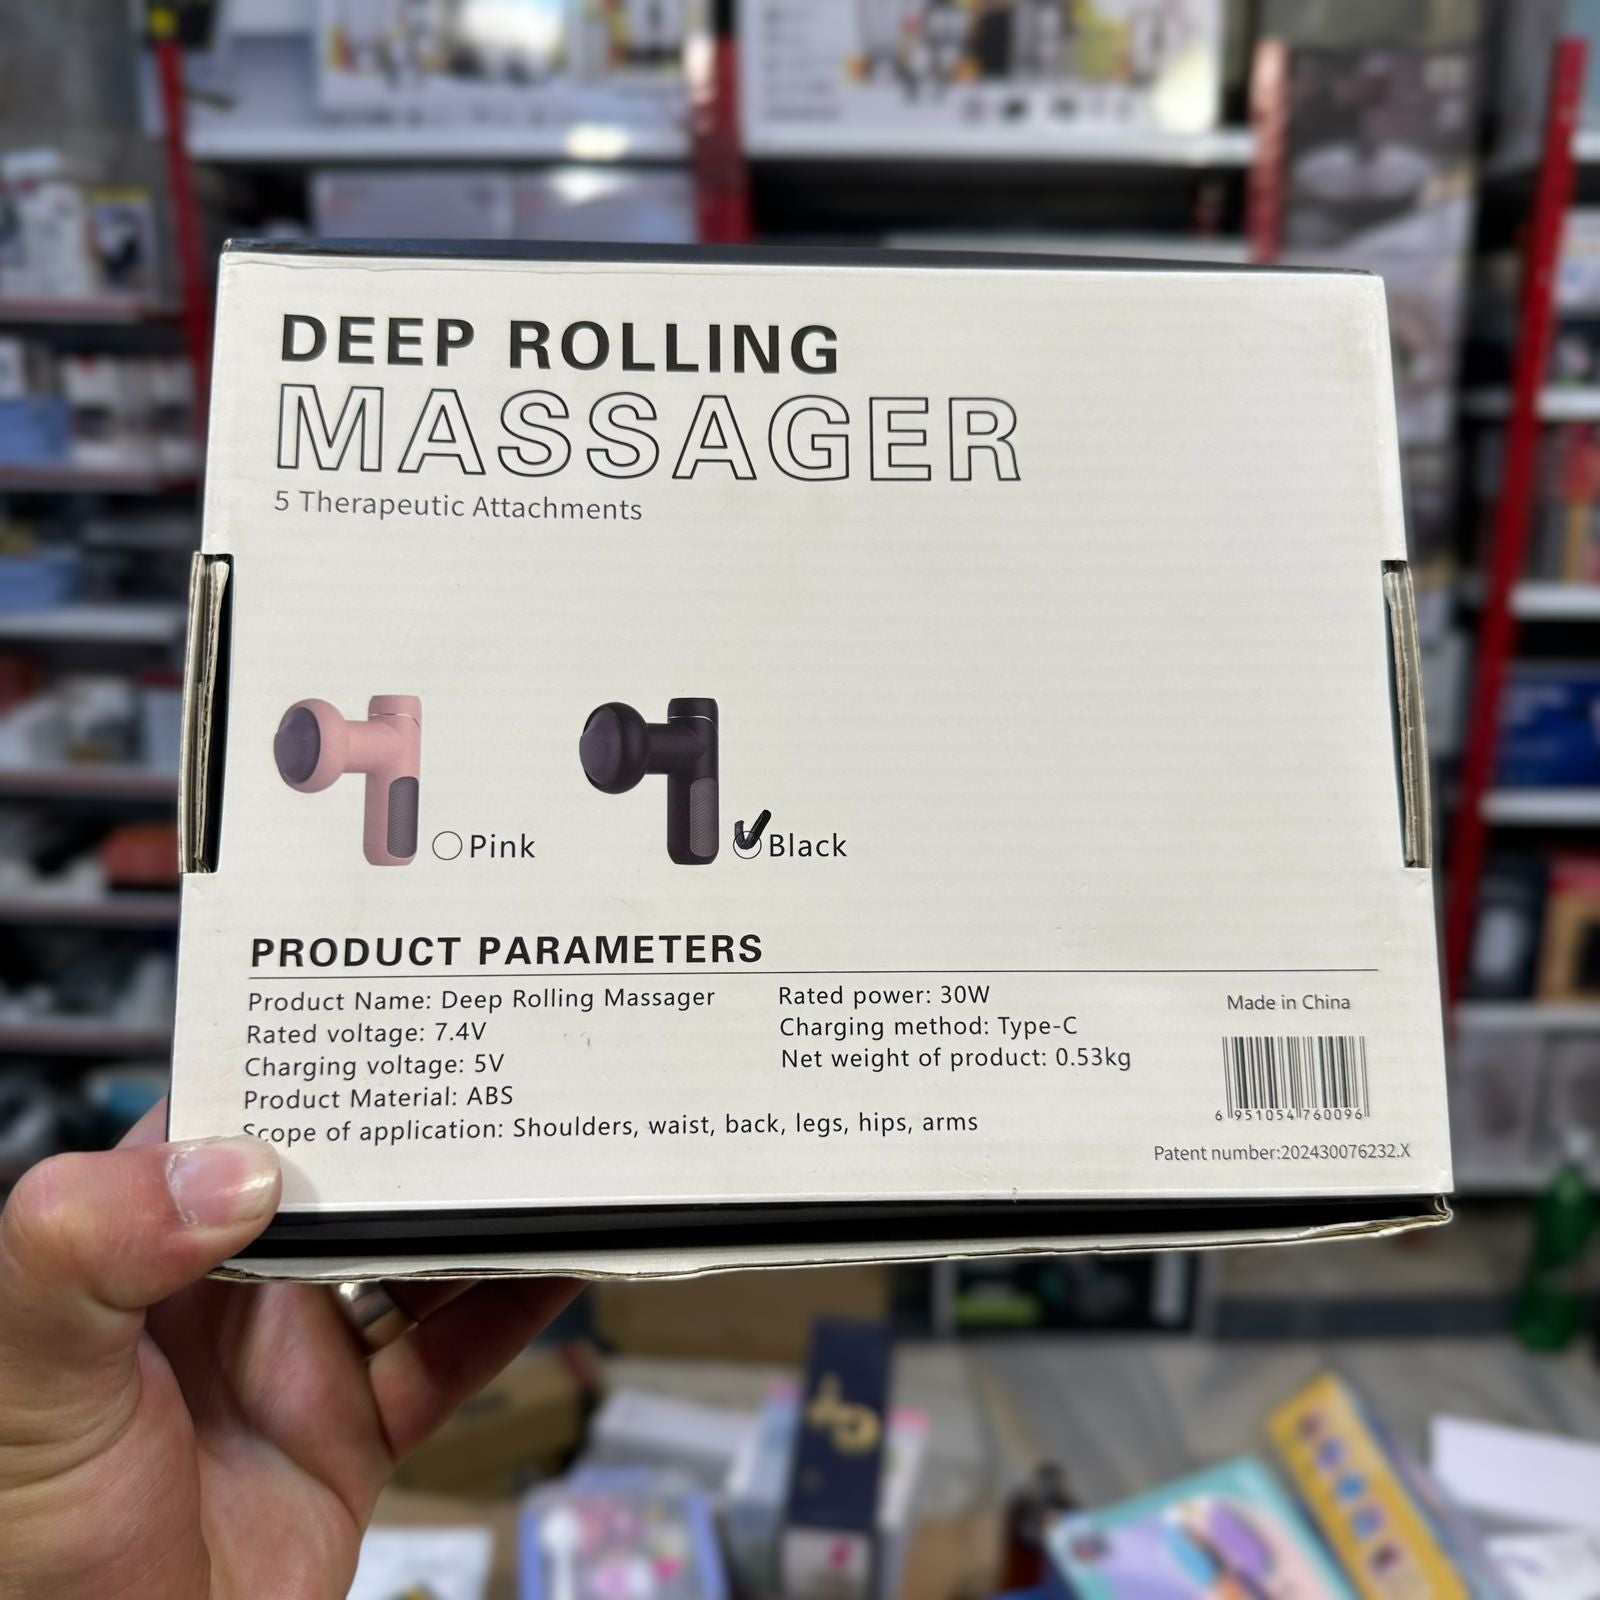 DEEP ROLLING
MASSAGER
5 Therapeutic Attachments
Pink
Black
PRODUCT PARAMETERS
Product Name: Deep Rolling Massager
Rated voltage: 7.4V
Charging voltage: 5V
Product Material: ABS
Scope of application: Shoulders, waist, back, legs, hips, arms
Rated power: 30W
Charging method: Type-C
Net weight of product: 0.53kg
Made in China
6 951054 760096
Patent number:202430076232.X